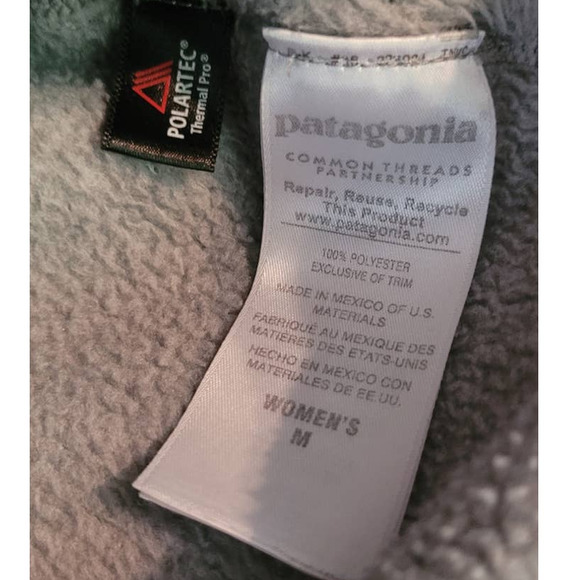 POLARTEC®
Thermal Pro®
patagonia
COMMON THREADS
PARTNERSHIP
Repair, Reuse, Recycle
This Product
www.patagonia.com
100% POLYESTER
EXCLUSIVE OF TRIM
MADE IN MEXICO OF U.S.
MATERIALS
FABRIQUÉ AU MEXIQUE DES
MATIÈRES DES ETATS-UNIS
HECHO EN MÉXICO CON
MATERIALES DE EE.UU.
WOMEN'S
M